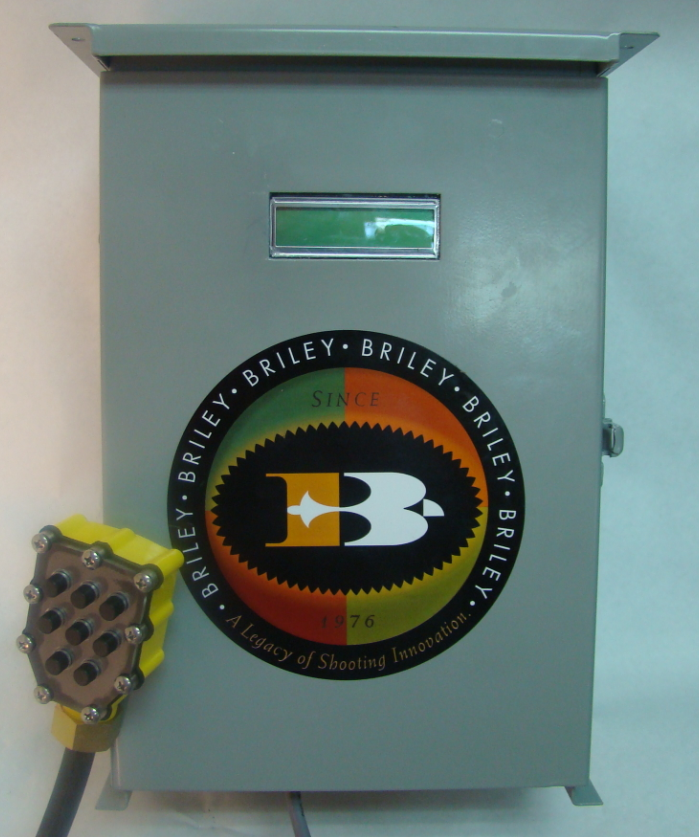 • BRILEY • BRILEY • BRILEY • BRILEY • BRILEY • BRILEY •
SINCE
B
1976
A Legacy of Shooting Innovation.